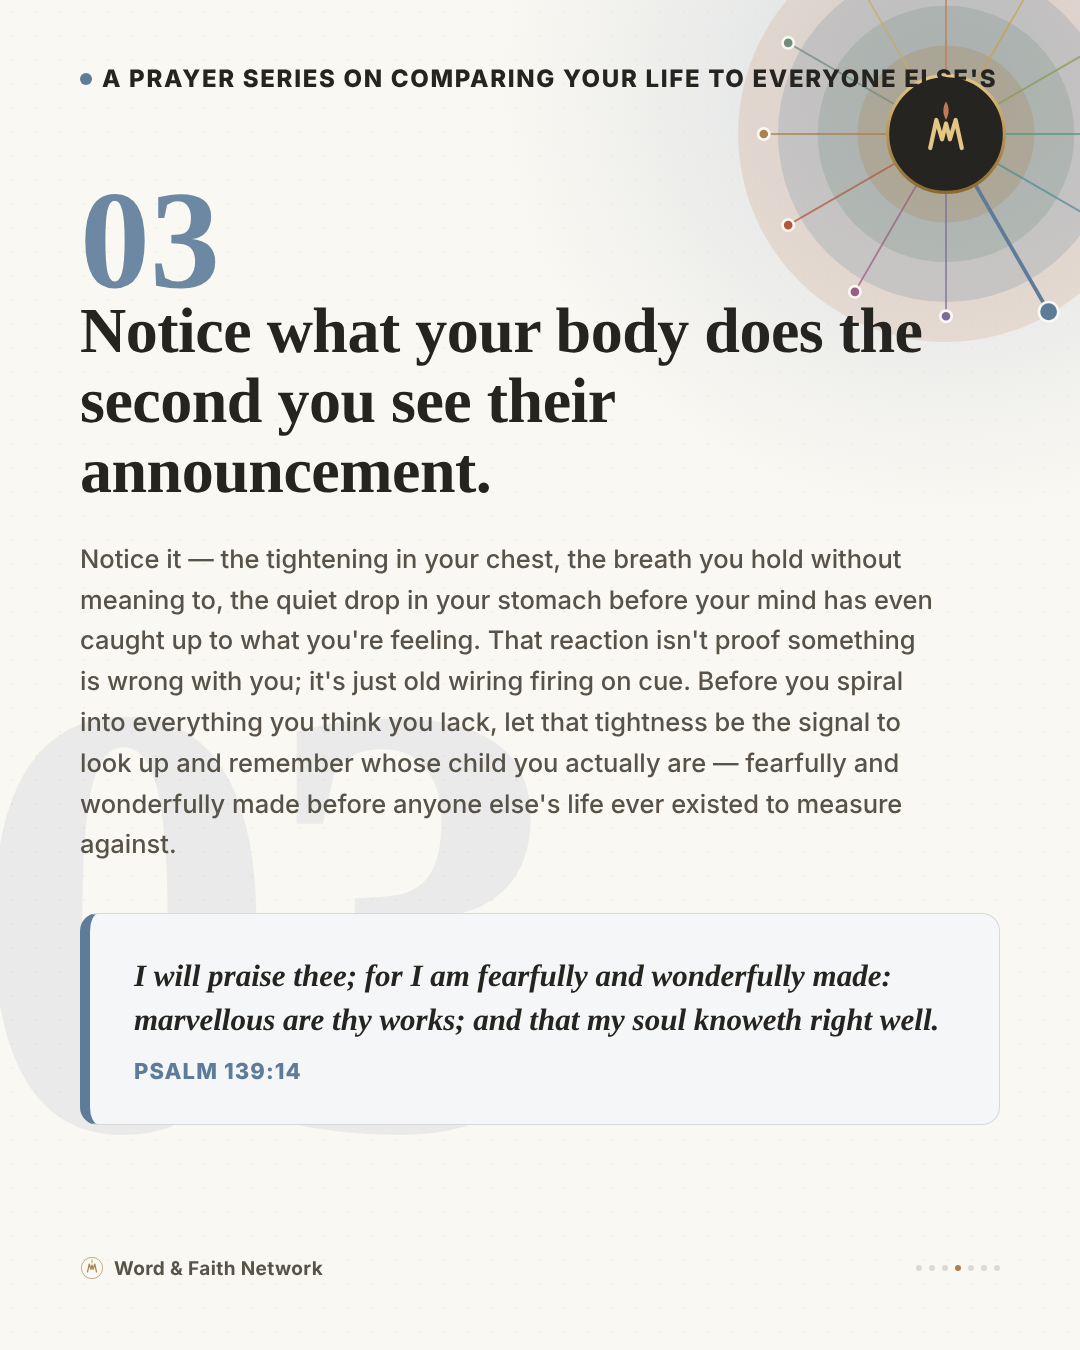 A PRAYER SERIES ON COMPARING YOUR LIFE TO EVERYONE ELSE'S
03
Notice what your body does the
second you see their
announcement.
Notice it — the tightening in your chest, the breath you hold without
meaning to, the quiet drop in your stomach before your mind has even
caught up to what you're feeling. That reaction isn't proof something
is wrong with you; it's just old wiring firing on cue. Before you spiral
into everything you think you lack, let that tightness be the signal to
look up and remember whose child you actually are — fearfully and
wonderfully made before anyone else's life ever existed to measure
against.
03
I will praise thee; for I am fearfully and wonderfully made:
marvellous are thy works; and that my soul knoweth right well.
PSALM 139:14
Word & Faith Network